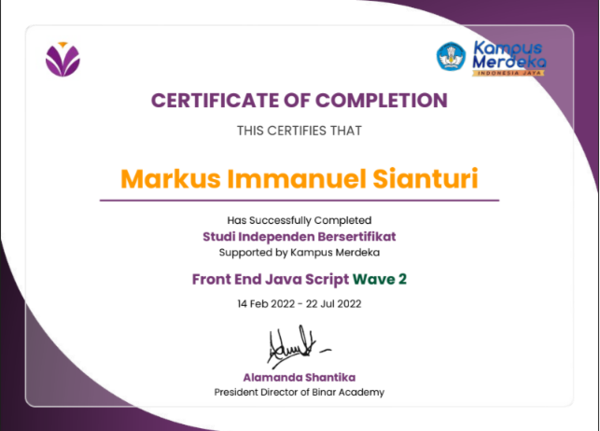 Kampus
Merdeka
INDONESIA JAYA
CERTIFICATE OF COMPLETION
THIS CERTIFIES THAT
Markus Immanuel Sianturi
Has Successfully Completed
Studi Independen Bersertifikat
Supported by Kampus Merdeka
Front End Java Script Wave 2
14 Feb 2022 - 22 Jul 2022
Alamanda Shantika
President Director of Binar Academy